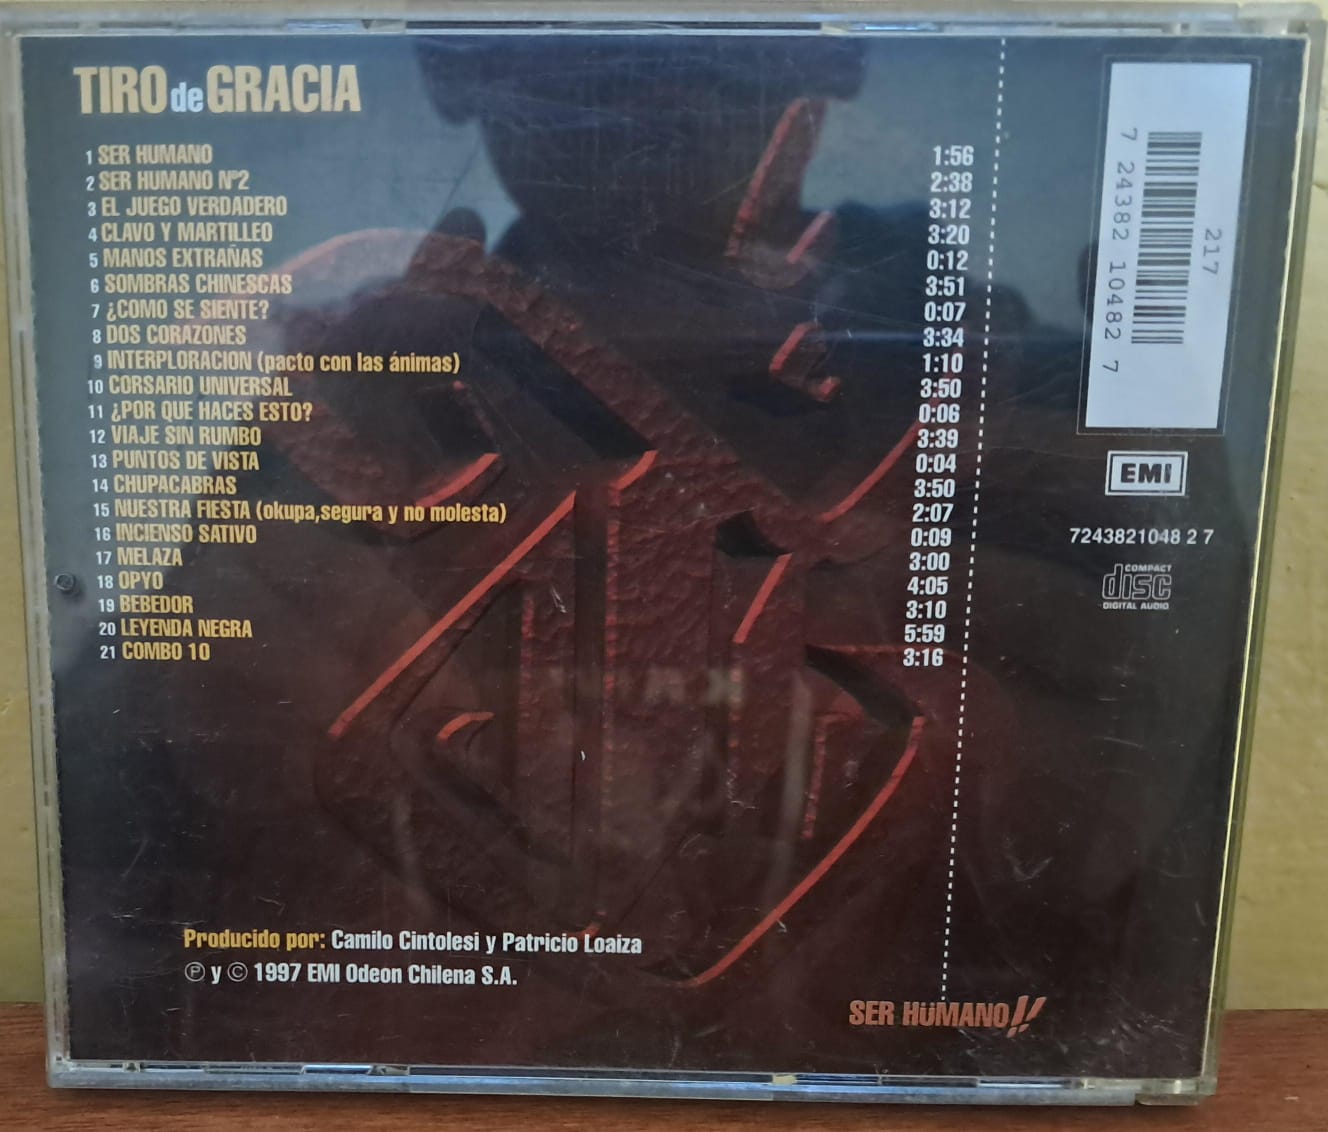 TIRO de GRACIA
1 SER HUMANO 1:56
2 SER HUMANO Nº2 2:38
3 EL JUEGO VERDADERO 3:12
4 CLAVO Y MARTILLEO 3:20
5 MANOS EXTRAÑAS 0:12
6 SOMBRAS CHINESCAS 3:51
7 ¿COMO SE SIENTE? 0:07
8 DOS CORAZONES 3:34
9 INTERPLORACION (pacto con las ánimas) 1:10
10 CORSARIO UNIVERSAL 3:50
11 ¿POR QUE HACES ESTO? 0:06
12 VIAJE SIN RUMBO 3:39
13 PUNTOS DE VISTA 0:04
14 CHUPACABRAS 3:50
15 NUESTRA FIESTA (okupa,segura y no molesta) 2:07
16 INCIENSO SATIVO 0:09
17 MELAZA 3:00
18 OPYO 4:05
19 BEBEDOR 3:10
20 LEYENDA NEGRA 5:59
21 COMBO 10 3:16
217
7 24382 10482 7
EMI
7243821048 2 7
COMPACT
disc
DIGITAL AUDIO
Producido por: Camilo Cintolesi y Patricio Loaiza
℗ y © 1997 EMI Odeon Chilena S.A.
SER HÜMANO!!